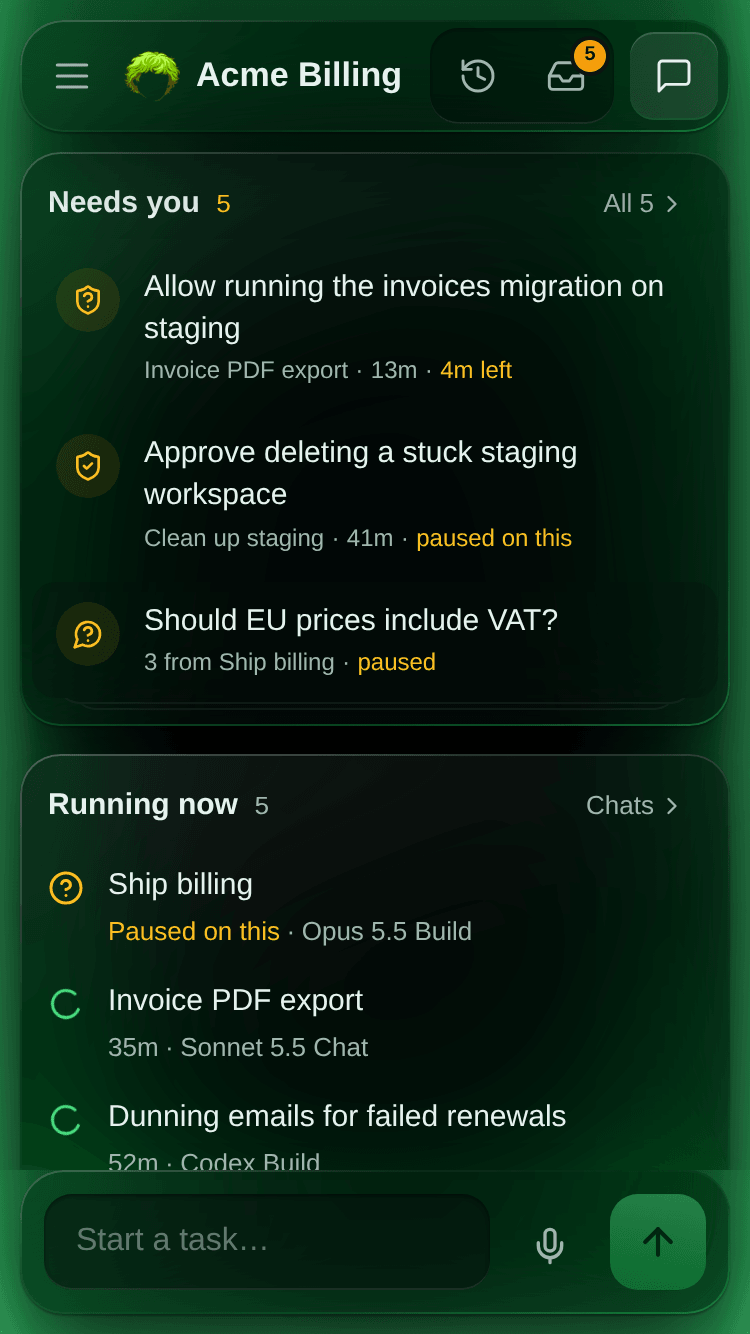 Acme Billing
5
Needs you 5
All 5
Allow running the invoices migration on
staging
Invoice PDF export · 13m · 4m left
Approve deleting a stuck staging
workspace
Clean up staging · 41m · paused on this
Should EU prices include VAT?
3 from Ship billing · paused
Running now 5
Chats
Ship billing
Paused on this · Opus 5.5 Build
Invoice PDF export
35m · Sonnet 5.5 Chat
Dunning emails for failed renewals
52m · Codex Build
Start a task…